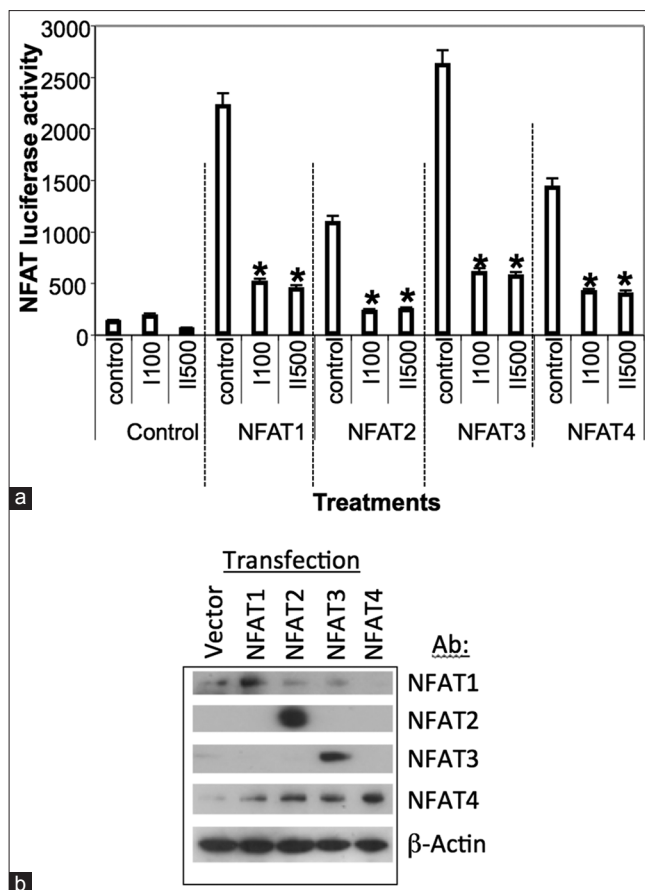 NFAT luciferase activity
3000
2500
2000
1500
1000
500
0
* * * * * * * *
control I100 II500 control I100 II500 control I100 II500 control I100 II500 control I100 II500
Control NFAT1 NFAT2 NFAT3 NFAT4
Treatments
a
Transfection
Vector NFAT1 NFAT2 NFAT3 NFAT4
Ab:
NFAT1
NFAT2
NFAT3
NFAT4
β-Actin
b